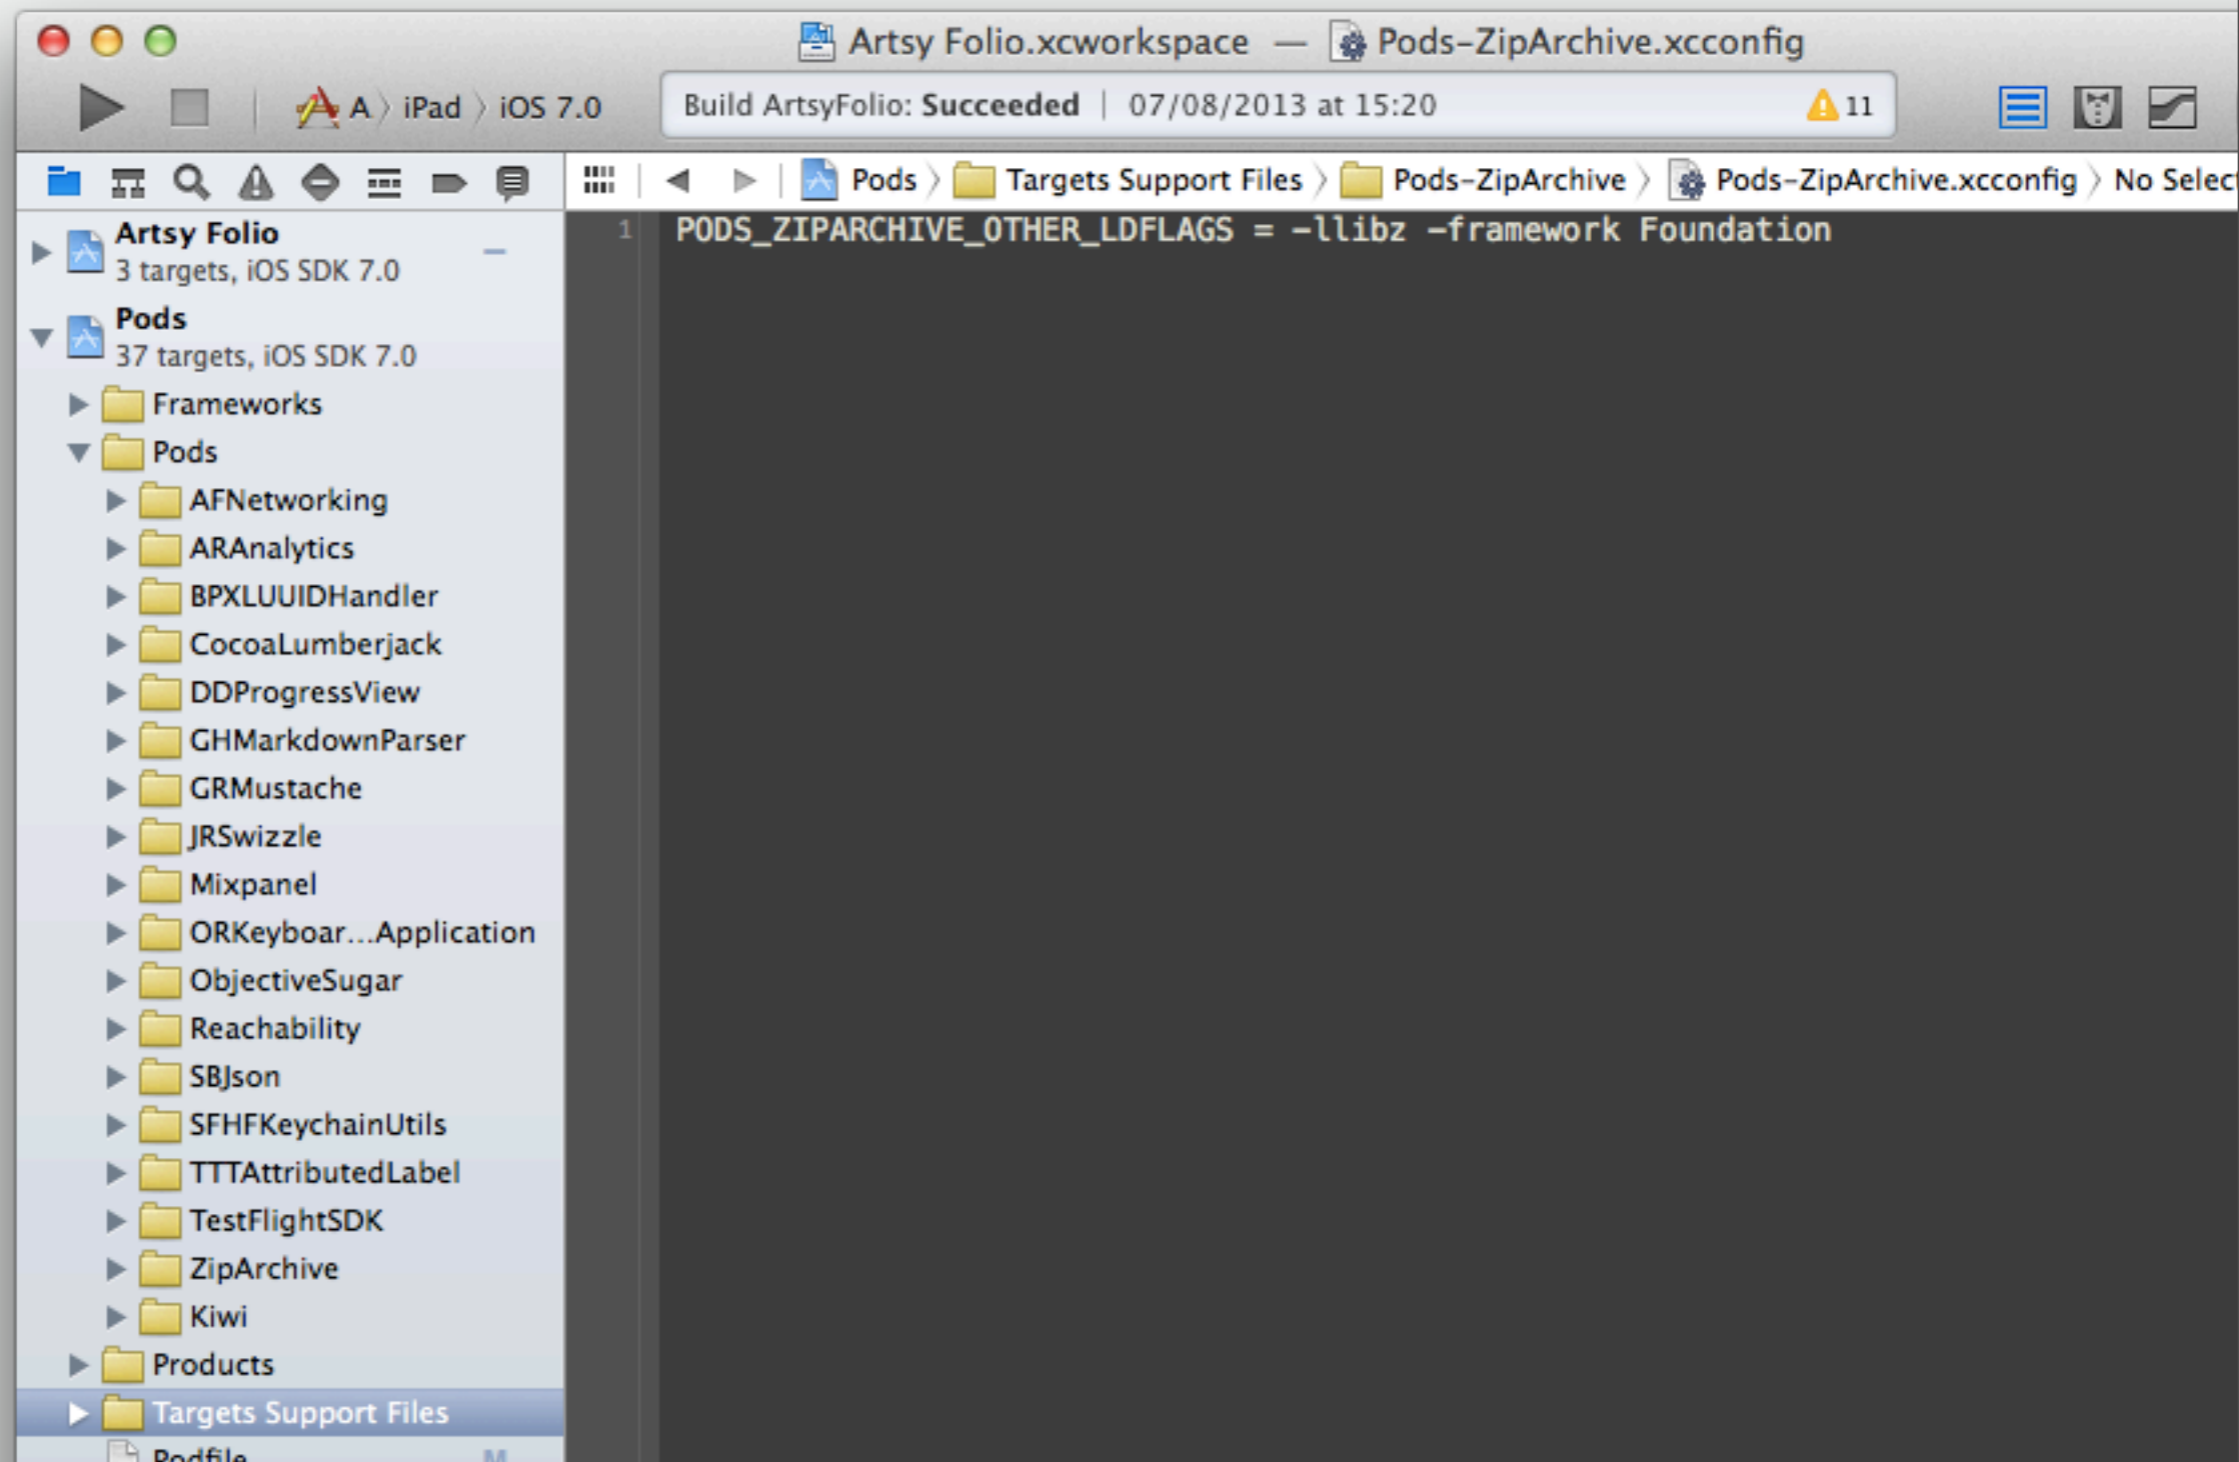 Artsy Folio.xcworkspace — Pods-ZipArchive.xcconfig
A iPad iOS 7.0
Build ArtsyFolio: Succeeded | 07/08/2013 at 15:20
11
Pods Targets Support Files Pods-ZipArchive Pods-ZipArchive.xcconfig No Selec
Artsy Folio
3 targets, iOS SDK 7.0
Pods
37 targets, iOS SDK 7.0
Frameworks
Pods
AFNetworking
ARAnalytics
BPXLUUIDHandler
CocoaLumberjack
DDProgressView
GHMarkdownParser
GRMustache
JRSwizzle
Mixpanel
ORKeyboar...Application
ObjectiveSugar
Reachability
SBJson
SFHFKeychainUtils
TTTAttributedLabel
TestFlightSDK
ZipArchive
Kiwi
Products
Targets Support Files
Podfile M
1 PODS_ZIPARCHIVE_OTHER_LDFLAGS = -llibz -framework Foundation